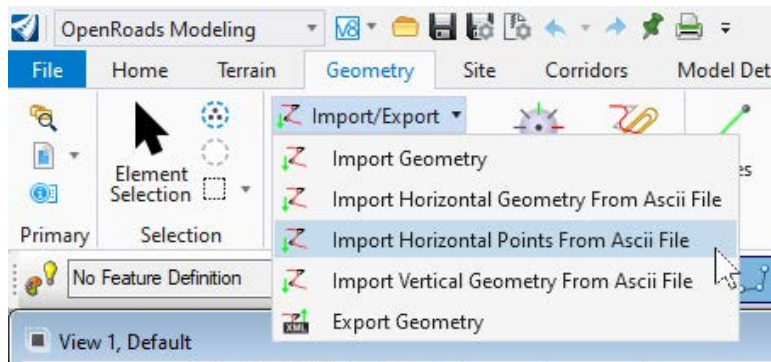 OpenRoads Modeling
File Home Terrain Geometry Site Corridors Model Det
Import/Export
Import Geometry
Import Horizontal Geometry From Ascii File
Import Horizontal Points From Ascii File
Import Vertical Geometry From Ascii File
Export Geometry
XML
Element
Selection
es
Primary Selection
No Feature Definition
View 1, Default